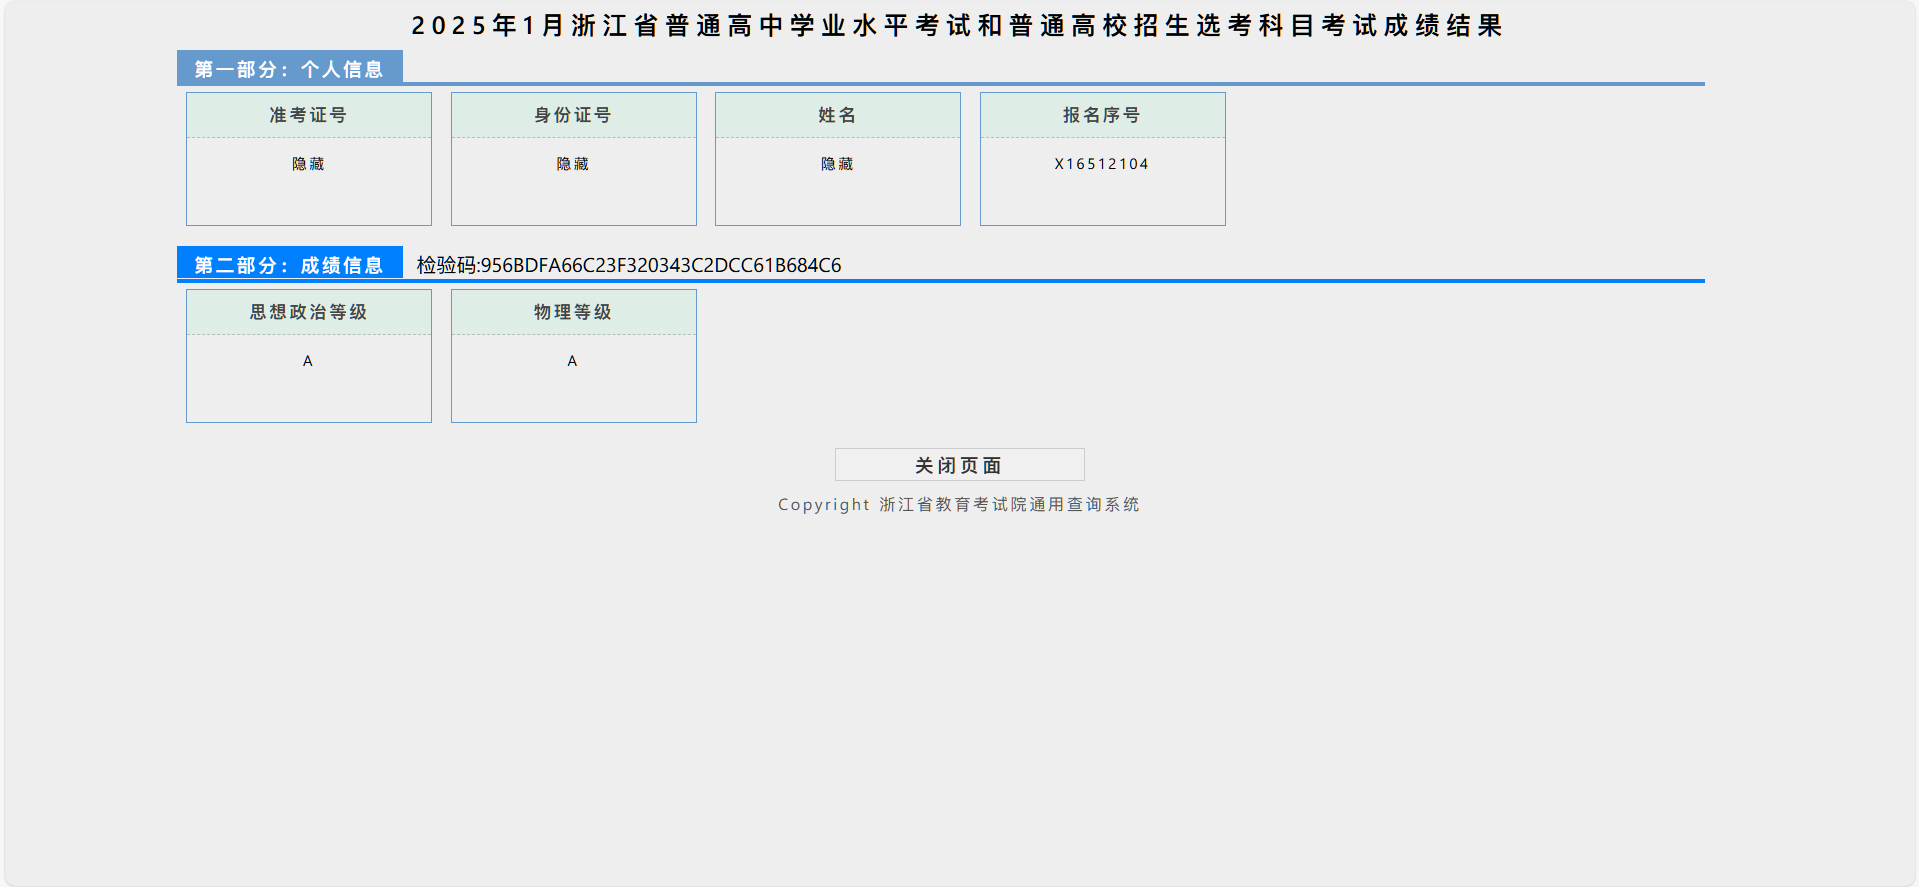 2025年1月浙江省普通高中学业水平考试和普通高校招生选考科目考试成绩结果
第一部分：个人信息
准考证号 身份证号 姓名 报名序号
隐藏 隐藏 隐藏 X16512104
第二部分：成绩信息 检验码:956BDFA66C23F320343C2DCC61B684C6
思想政治等级 物理等级
A A
关闭页面
Copyright 浙江省教育考试院通用查询系统